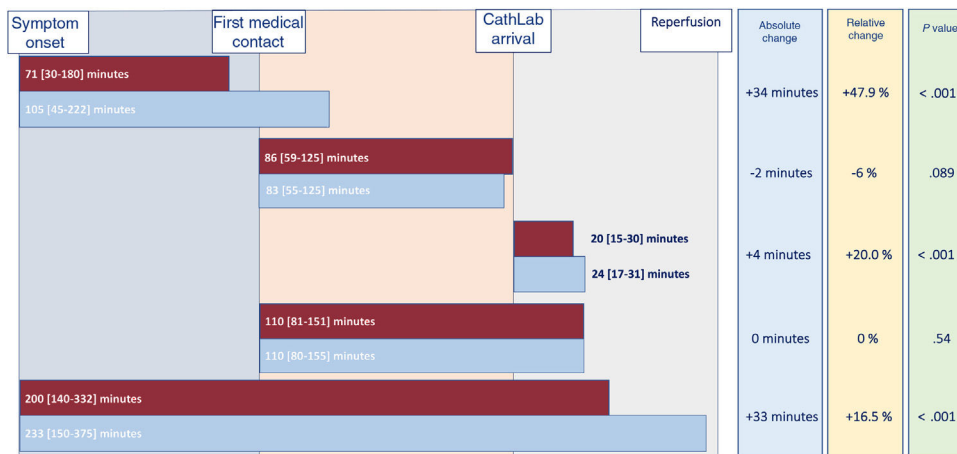 Symptom
onset
First medical
contact
CathLab
arrival
Reperfusion
Absolute
change
Relative
change
P value
71 [30-180] minutes
105 [45-222] minutes
+34 minutes
+47.9 %
< .001
86 [59-125] minutes
83 [55-125] minutes
-2 minutes
-6 %
.089
20 [15-30] minutes
24 [17-31] minutes
+4 minutes
+20.0 %
< .001
110 [81-151] minutes
110 [80-155] minutes
0 minutes
0 %
.54
200 [140-332] minutes
233 [150-375] minutes
+33 minutes
+16.5 %
< .001